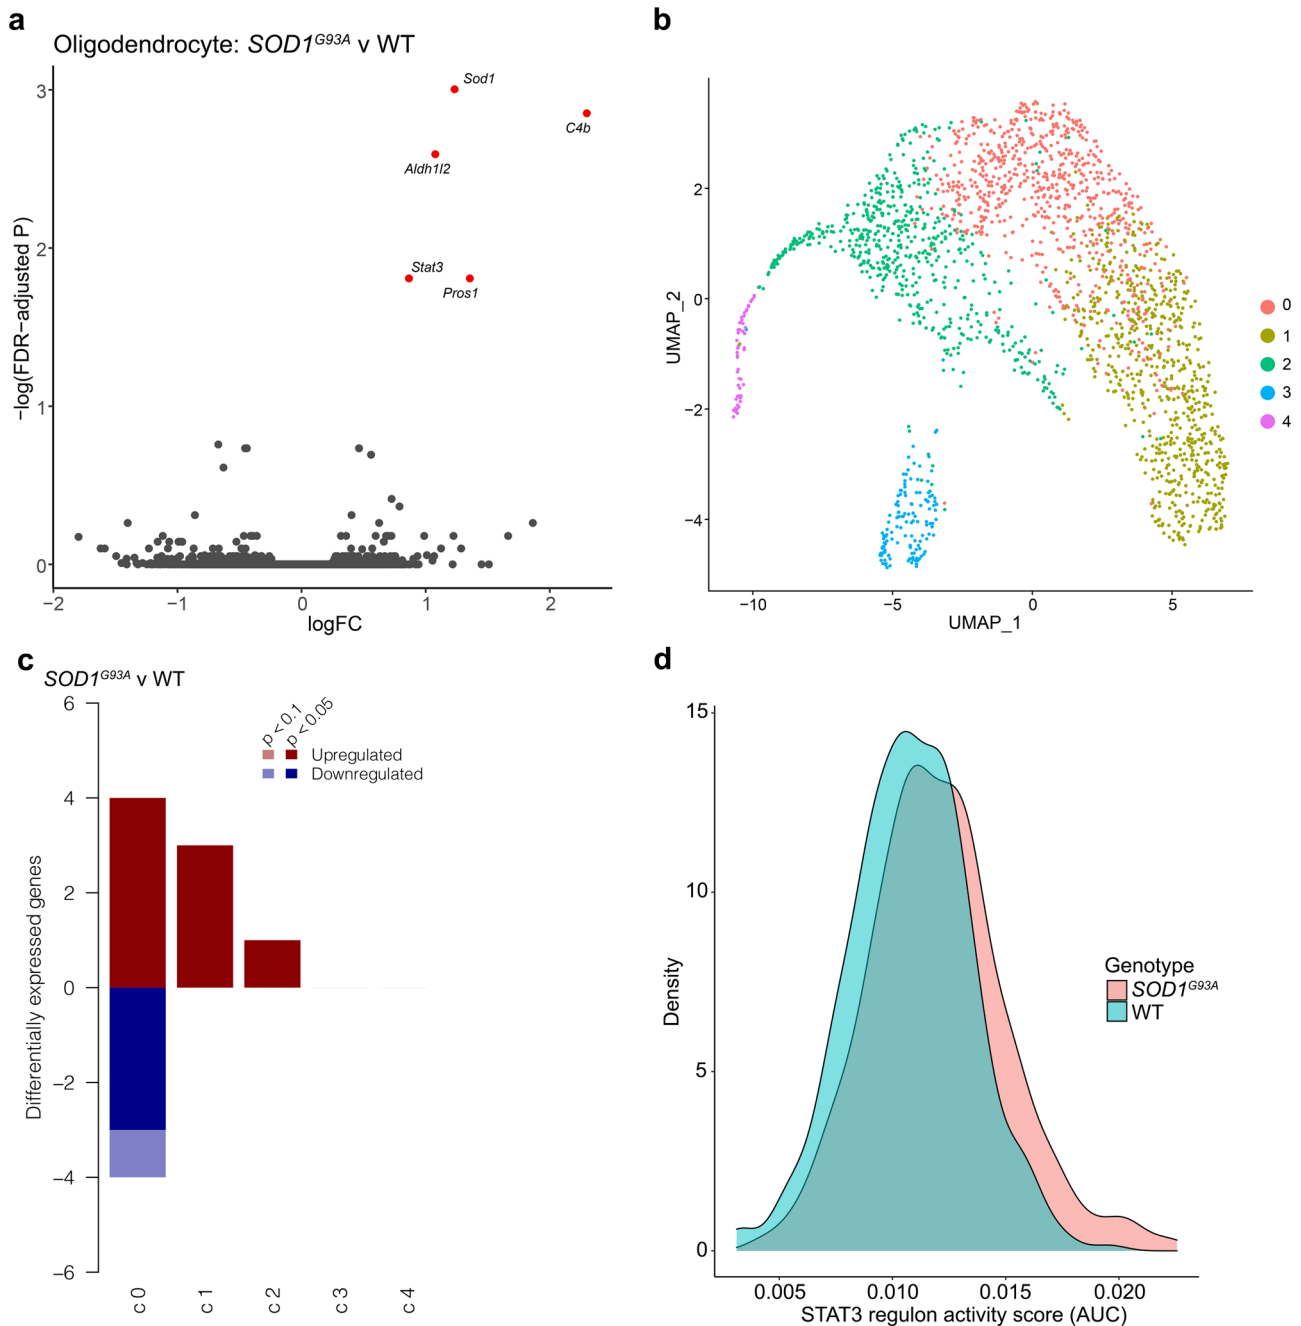 a
Oligodendrocyte: SOD1G93A v WT
−log(FDR−adjusted P)
3
2
1
0
Sod1
C4b
Aldh1l2
Stat3
Pros1
−2
−1
0
1
2
logFC
b
UMAP_2
2
0
−2
−4
−10
−5
0
5
UMAP_1
0
1
2
3
4
c
SOD1G93A v WT
Differentially expressed genes
6
4
2
0
−2
−4
−6
p < 0.1
p < 0.05
Upregulated
Downregulated
c 0
c 1
c 2
c 3
c 4
d
Density
15
10
5
0
0.005
0.010
0.015
0.020
STAT3 regulon activity score (AUC)
Genotype
SOD1G93A
WT